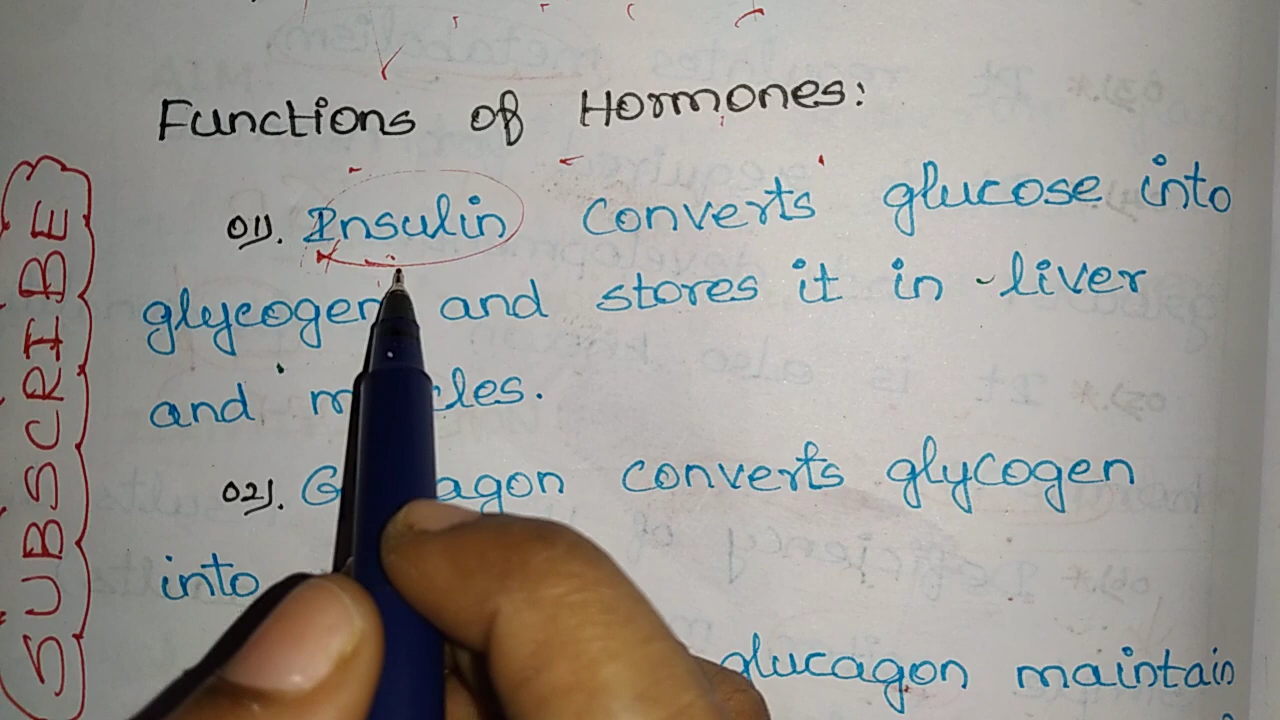 Functions of Hormones:
01). Insulin converts glucose into
glycogen and stores it in liver
and
02). converts glycogen
into
glucagon maintain
SUBSCRIBE